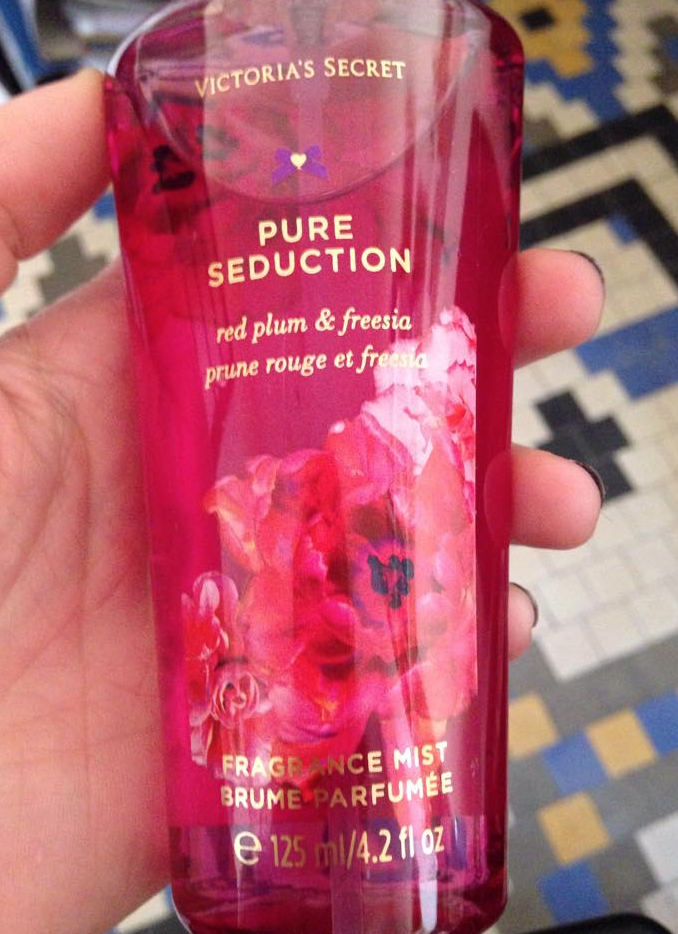 VICTORIA'S SECRET
PURE
SEDUCTION
red plum & freesia
prune rouge et freesia
FRAGRANCE MIST
BRUME PARFUMÉE
℮ 125 ml/4.2 fl oz